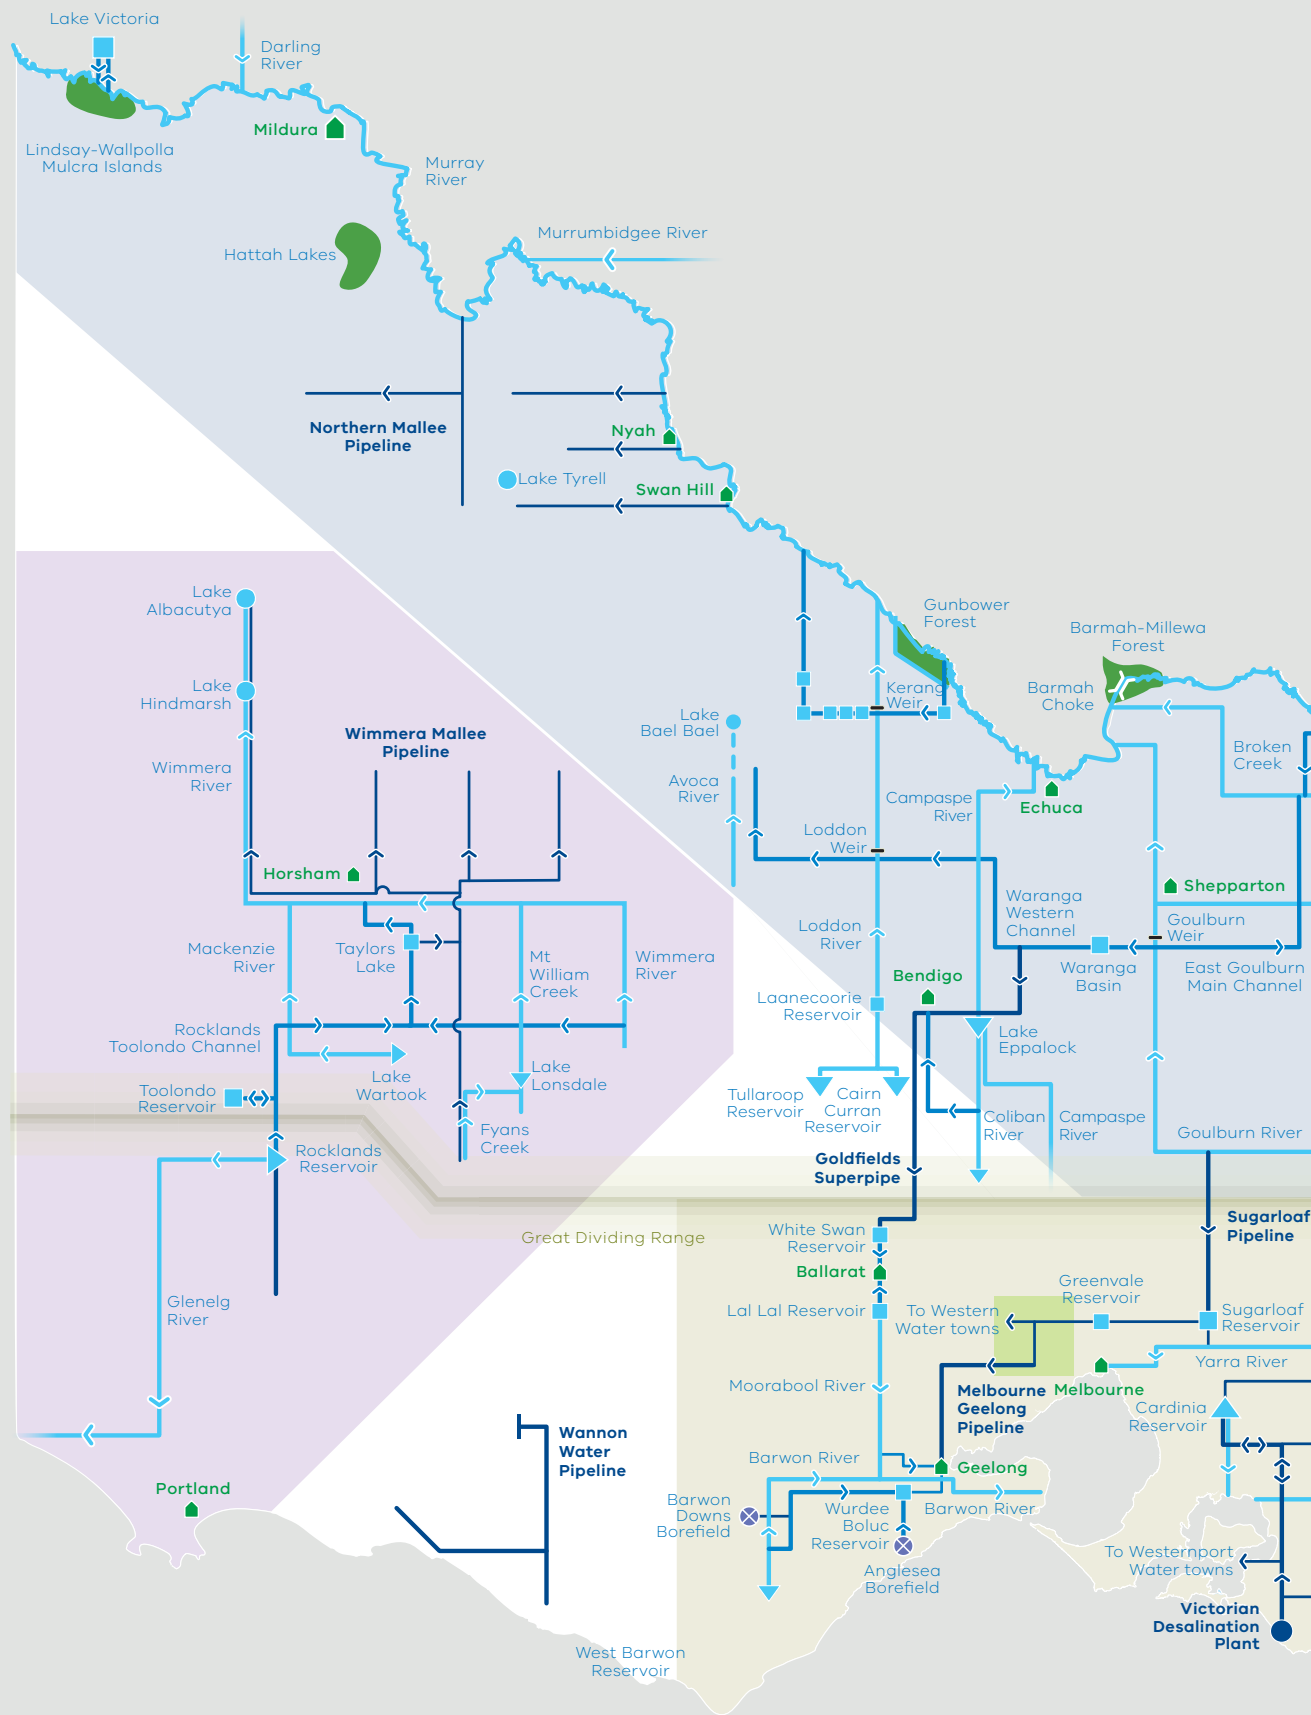 Lake Victoria
Darling
River
Mildura
Lindsay-Wallpolla
Mulcra Islands
Murray
River
Hattah Lakes
Murrumbidgee River
Northern Mallee
Pipeline
Nyah
Lake Tyrell
Swan Hill
Lake
Albacutya
Lake
Hindmarsh
Gunbower
Forest
Barmah-Millewa
Forest
Kerang
Weir
Barmah
Choke
Lake
Bael Bael
Wimmera Mallee
Pipeline
Broken
Creek
Wimmera
River
Avoca
River
Campaspe
River
Echuca
Loddon
Weir
Horsham
Shepparton
Waranga
Western
Channel
Goulburn
Weir
Loddon
River
Mackenzie
River
Taylors
Lake
Mt
William
Creek
Wimmera
River
Bendigo
Waranga
Basin
East Goulburn
Main Channel
Laanecoorie
Reservoir
Rocklands
Toolondo Channel
Lake
Eppalock
Lake
Wartook
Lake
Lonsdale
Toolondo
Reservoir
Tullaroop
Reservoir
Cairn
Curran
Reservoir
Coliban
River
Campaspe
River
Fyans
Creek
Goulburn River
Rocklands
Reservoir
Goldfields
Superpipe
Great Dividing Range
White Swan
Reservoir
Sugarloaf
Pipeline
Ballarat
Greenvale
Reservoir
Glenelg
River
Lal Lal Reservoir
To Western
Water towns
Sugarloaf
Reservoir
Yarra River
Moorabool River
Melbourne
Geelong
Pipeline
Melbourne
Cardinia
Reservoir
Wannon
Water
Pipeline
Barwon River
Geelong
Portland
Barwon
Downs
Borefield
Wurdee
Boluc
Reservoir
Barwon River
Anglesea
Borefield
To Westernport
Water towns
Victorian
Desalination
Plant
West Barwon
Reservoir